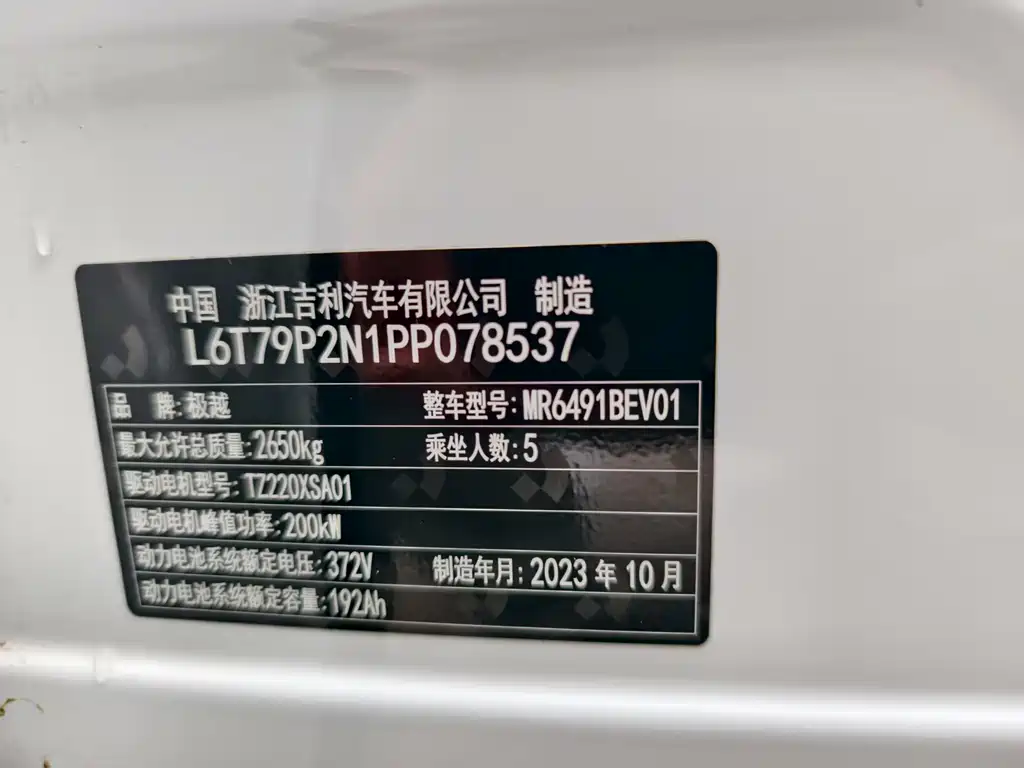 中国 浙江吉利汽车有限公司 制造
L6T79P2N1PP078537
品 牌:极越 整车型号:MR6491BEV01
最大允许总质量:2650kg 乘坐人数:5
驱动电机型号:TZ220XSA01
驱动电机峰值功率:200kW
动力电池系统额定电压:372V 制造年月:2023 年 10 月
动力电池系统额定容量:192Ah